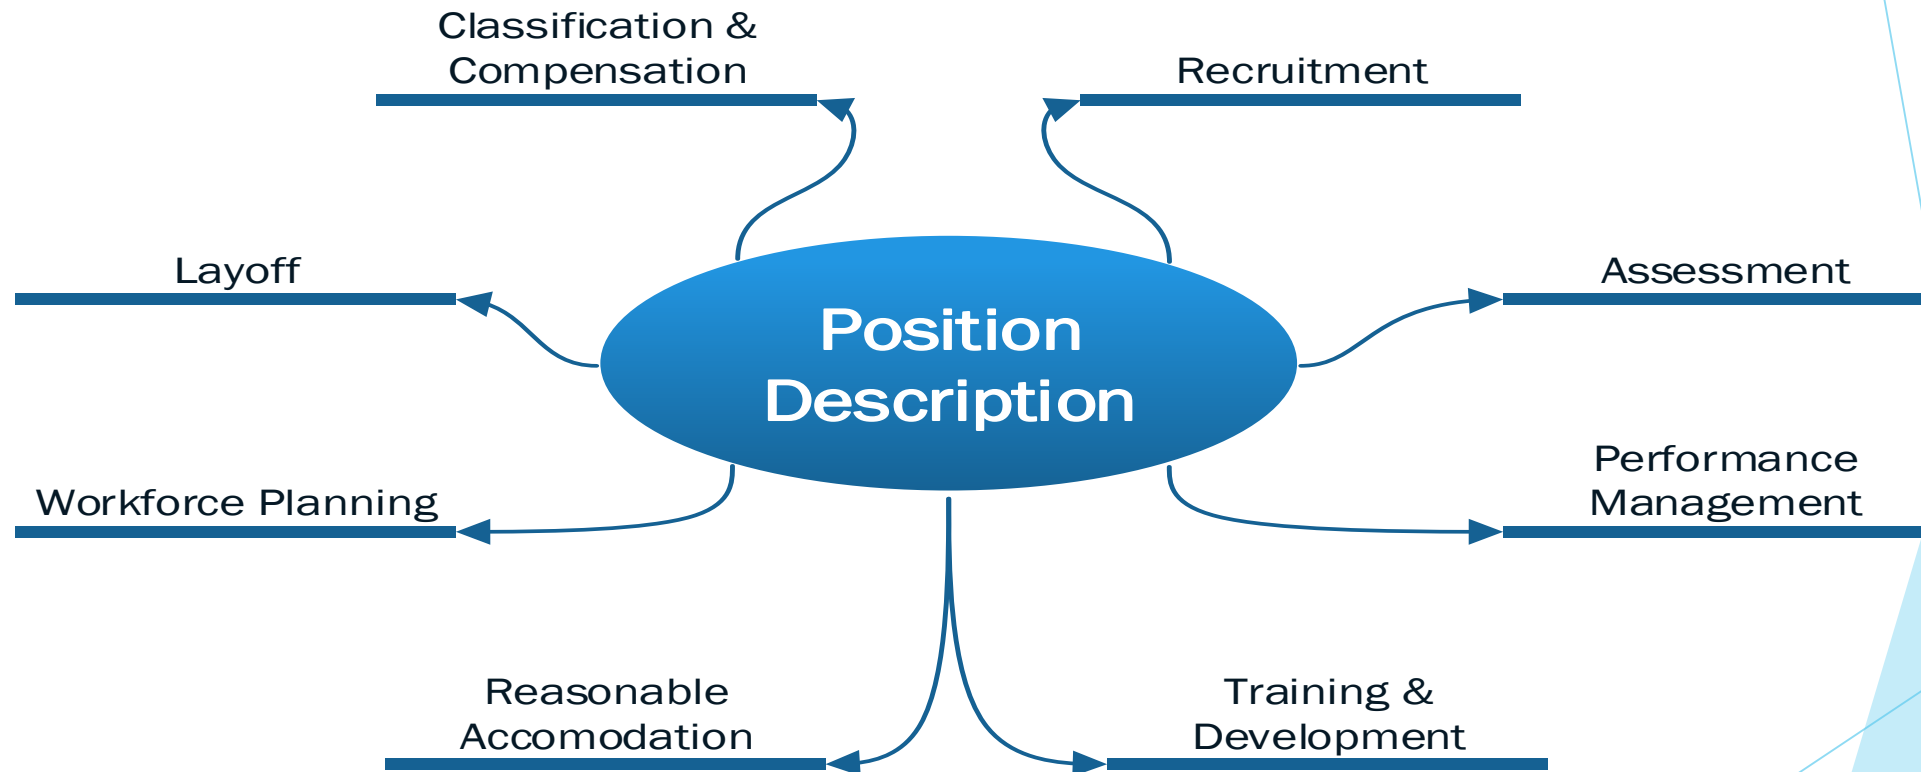 Classification &
Compensation
Recruitment
Layoff
Assessment
Position
Description
Performance
Management
Workforce Planning
Reasonable
Accomodation
Training &
Development